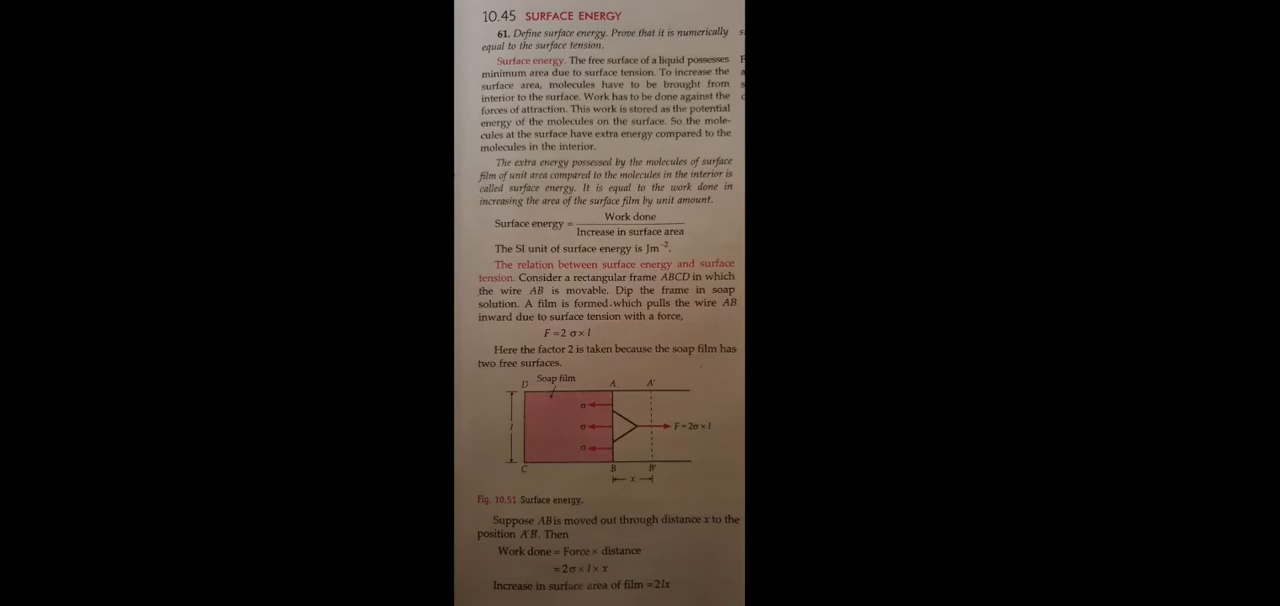 10.45 SURFACE ENERGY
61. Define surface energy. Prove that it is numerically
equal to the surface tension.
Surface energy. The free surface of a liquid possesses
minimum area due to surface tension. To increase the
surface area, molecules have to be brought from
interior to the surface. Work has to be done against the
forces of attraction. This work is stored as the potential
energy of the molecules on the surface. So the mole-
cules at the surface have extra energy compared to the
molecules in the interior.
The extra energy possessed by the molecules of surface
film of unit area compared to the molecules in the interior is
called surface energy. It is equal to the work done in
increasing the area of the surface film by unit amount.
Surface energy = Work done
Increase in surface area
The SI unit of surface energy is Jm⁻².
The relation between surface energy and surface
tension. Consider a rectangular frame ABCD in which
the wire AB is movable. Dip the frame in soap
solution. A film is formed which pulls the wire AB
inward due to surface tension with a force,
F = 2 σ × l
Here the factor 2 is taken because the soap film has
two free surfaces.
D Soap film A A'
σ
σ F = 2σ × l
l
σ
C B B'
x
Fig. 10.51 Surface energy.
Suppose AB is moved out through distance x to the
position A'B'. Then
Work done = Force × distance
= 2σ × l × x
Increase in surface area of film = 2lx